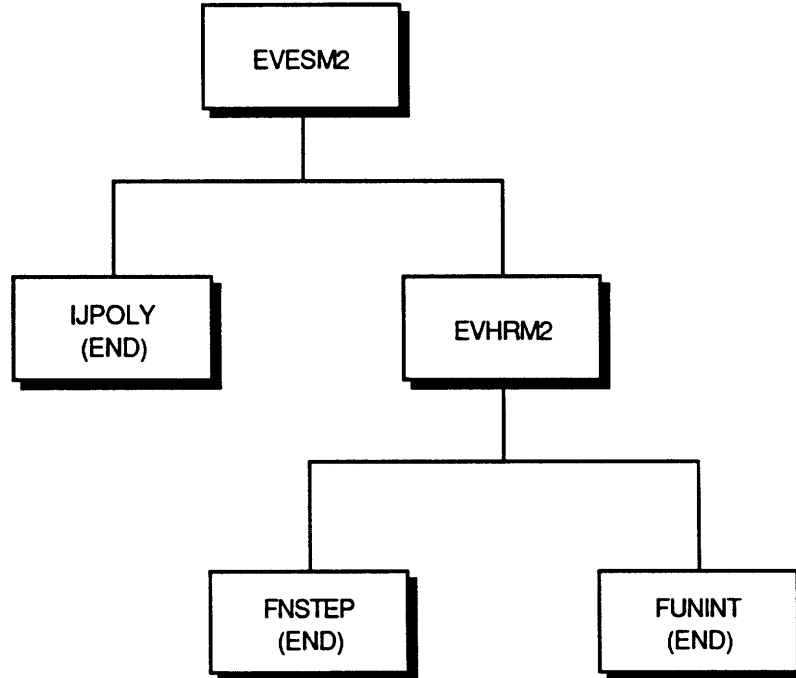 EVESM2
IJPOLY
(END)
EVHRM2
FNSTEP
(END)
FUNINT
(END)